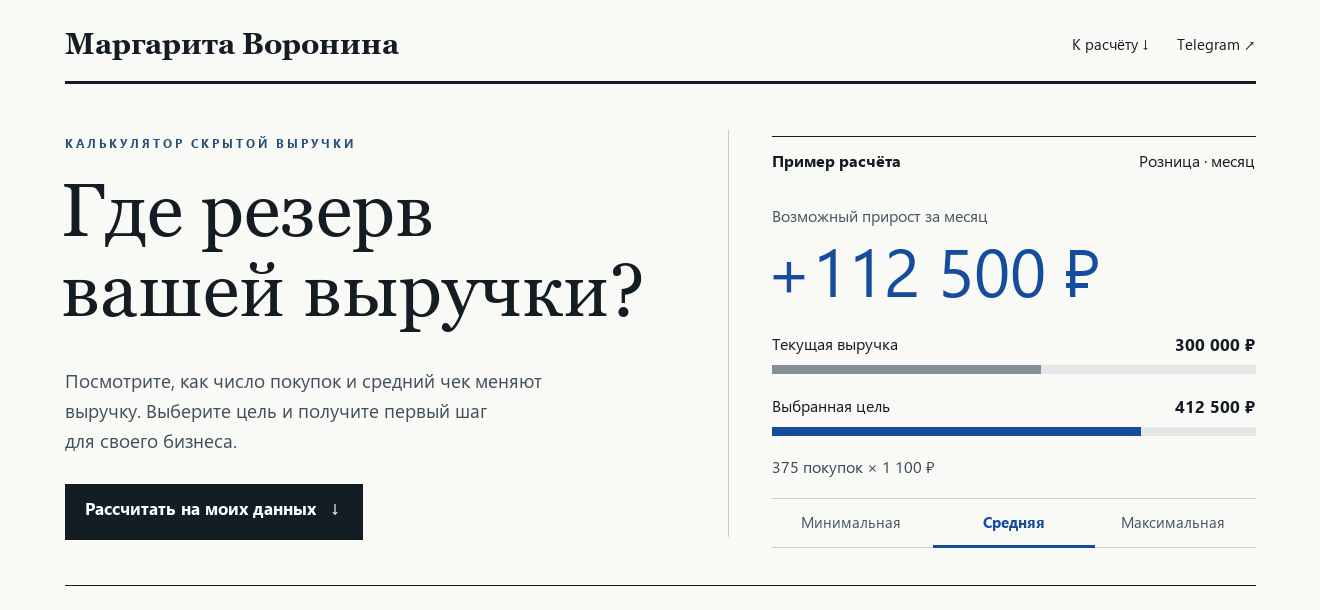 Маргарита Воронина
К расчёту ↓
Telegram ↗
КАЛЬКУЛЯТОР СКРЫТОЙ ВЫРУЧКИ
Где резерв
вашей выручки?
Посмотрите, как число покупок и средний чек меняют
выручку. Выберите цель и получите первый шаг
для своего бизнеса.
Рассчитать на моих данных ↓
Пример расчёта
Розница · месяц
Возможный прирост за месяц
+112 500 ₽
Текущая выручка
300 000 ₽
Выбранная цель
412 500 ₽
375 покупок × 1 100 ₽
Минимальная
Средняя
Максимальная